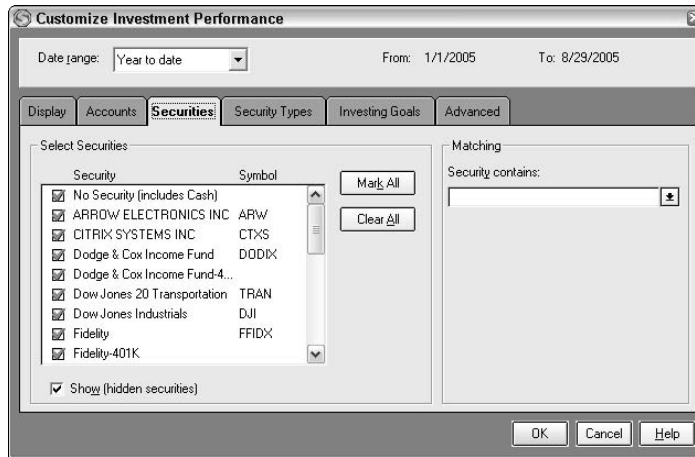 Customize Investment Performance
Date range: Year to date From: 1/1/2005 To: 8/29/2005
Display Accounts Securities Security Types Investing Goals Advanced
Select Securities
Security Symbol
No Security (includes Cash)
ARROW ELECTRONICS INC ARW
CITRIX SYSTEMS INC CTXS
Dodge & Cox Income Fund DODIX
Dodge & Cox Income Fund-4...
Dow Jones 20 Transportation TRAN
Dow Jones Industrials DJI
Fidelity FFIDX
Fidelity-401K
Show (hidden securities)
Mark All
Clear All
Matching
Security contains:
OK Cancel Help